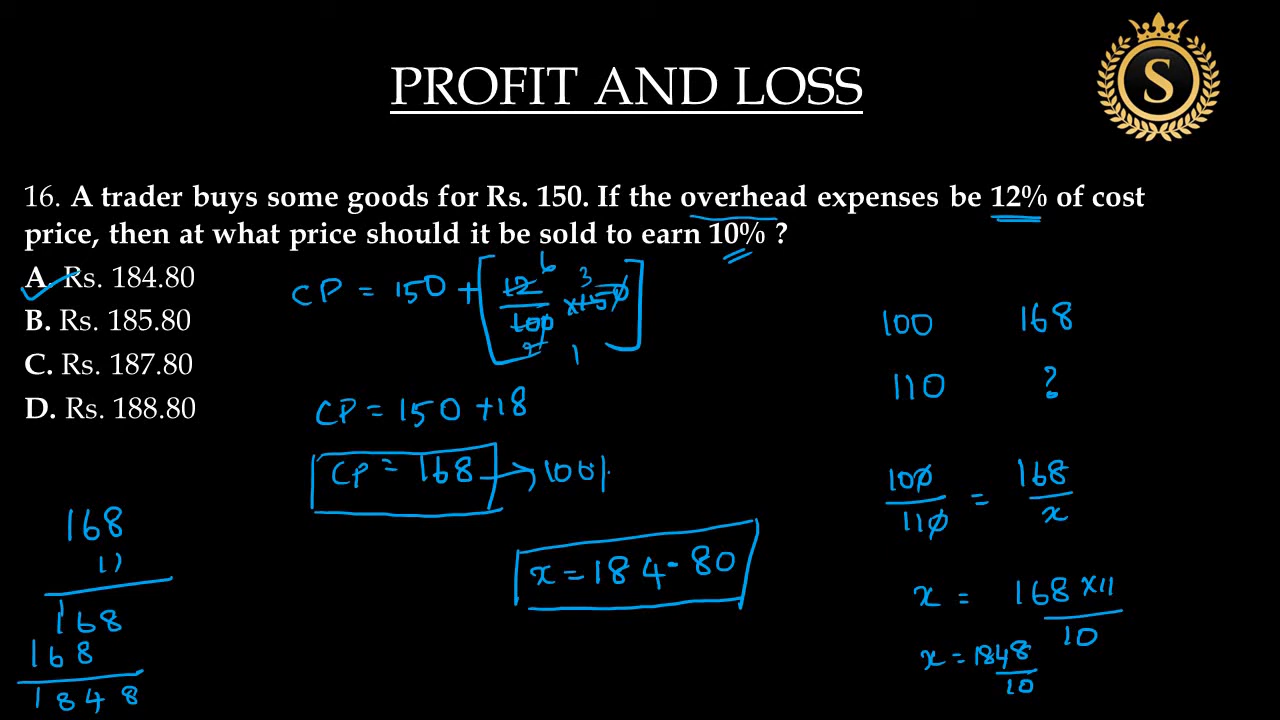 PROFIT AND LOSS
S
16. A trader buys some goods for Rs. 150. If the overhead expenses be 12% of cost
price, then at what price should it be sold to earn 10% ?
A. Rs. 184.80
B. Rs. 185.80
C. Rs. 187.80
D. Rs. 188.80
CP = 150 + [12/100 × 150]
6 3
2 1
CP = 150 + 18
CP = 168 → 100%
x = 184.80
100 168
110 ?
100/110 = 168/x
x = 168 × 11/10
x = 1848/10
168
11
168
168
1848